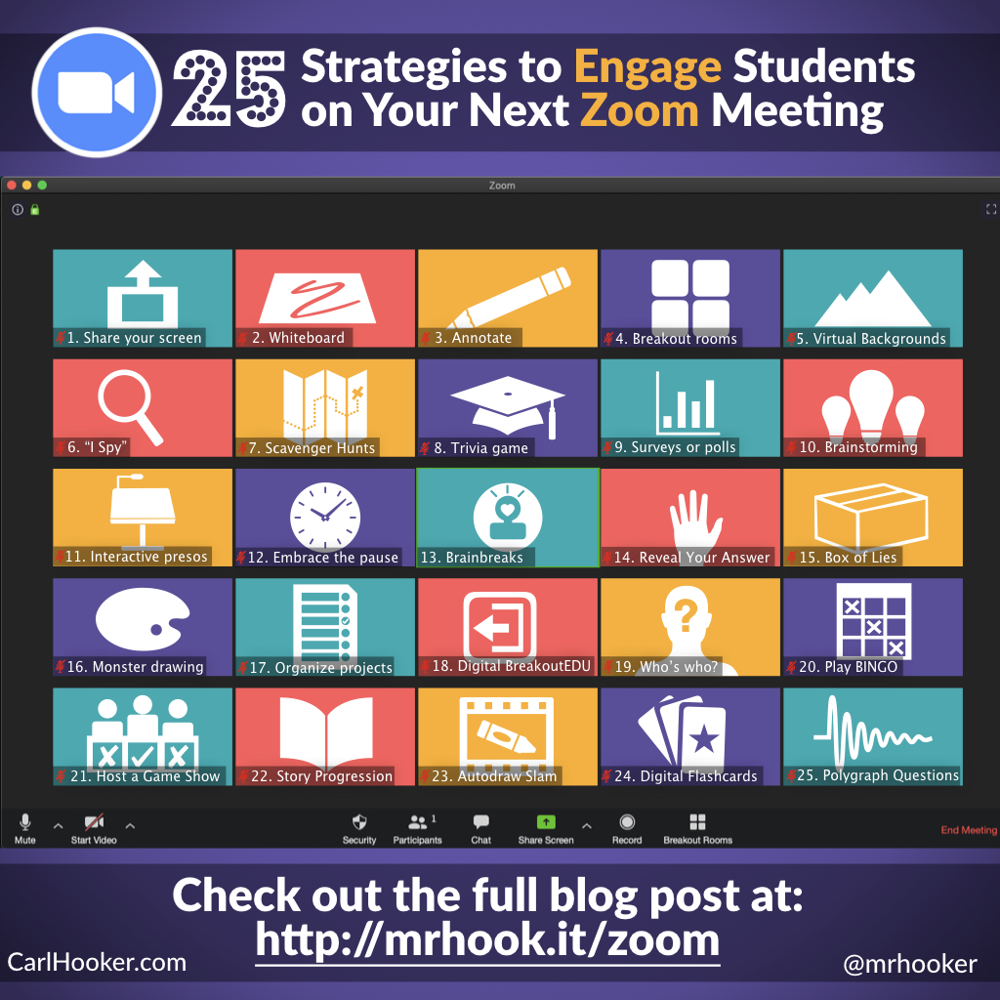 25 Strategies to Engage Students
on Your Next Zoom Meeting
Zoom
1. Share your screen
2. Whiteboard
3. Annotate
4. Breakout rooms
5. Virtual Backgrounds
6. “I Spy”
7. Scavenger Hunts
8. Trivia game
9. Surveys or polls
10. Brainstorming
11. Interactive presos
12. Embrace the pause
13. Brainbreaks
14. Reveal Your Answer
15. Box of Lies
16. Monster drawing
17. Organize projects
18. Digital BreakoutEDU
?
19. Who’s who?
20. Play BINGO
21. Host a Game Show
22. Story Progression
23. Autodraw Slam
24. Digital Flashcards
25. Polygraph Questions
Mute
Start Video
Security
Participants 1
Chat
Share Screen
Record
Breakout Rooms
End Meeting
Check out the full blog post at:
http://mrhook.it/zoom
CarlHooker.com
@mrhooker